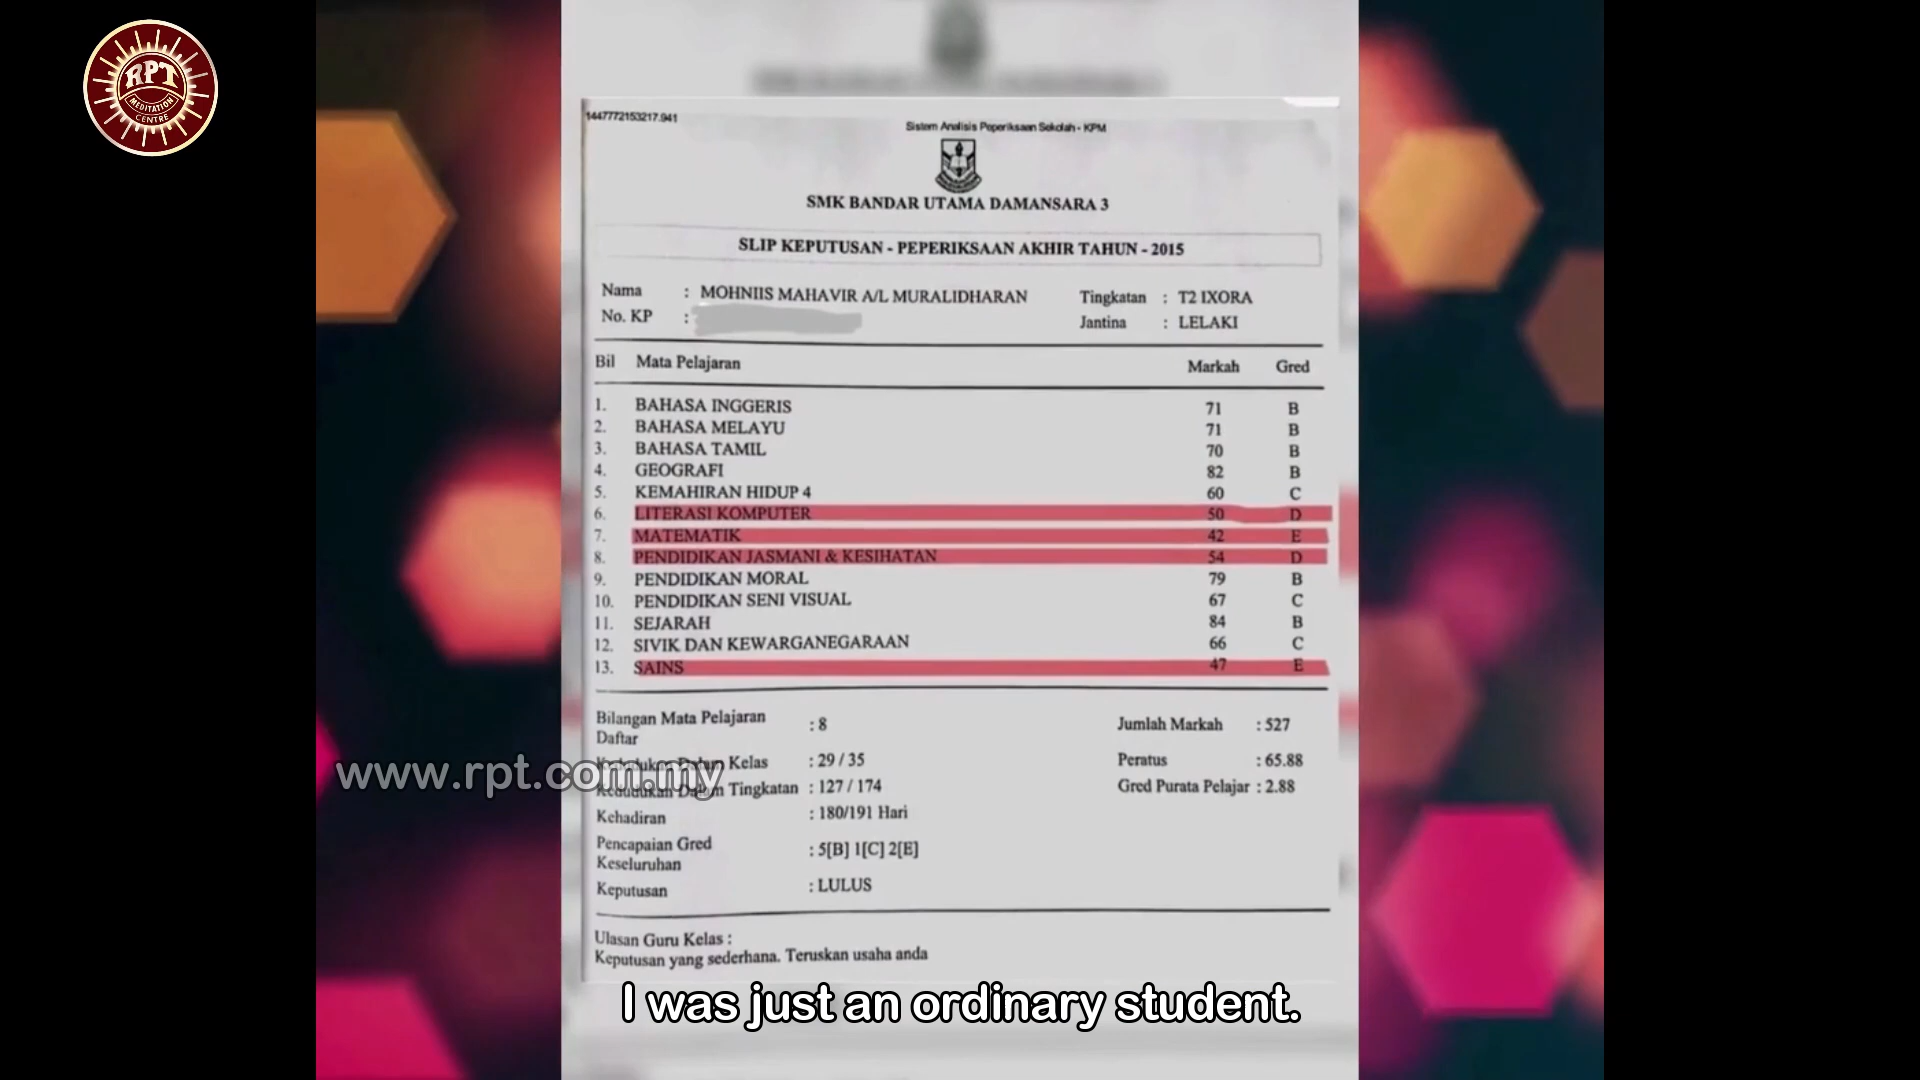 RPT
MEDITATION
CENTRE
1447772153217.941
Sistem Analisis Peperiksaan Sekolah - KPM
SMK BANDAR UTAMA DAMANSARA 3
SLIP KEPUTUSAN - PEPERIKSAAN AKHIR TAHUN - 2015
Nama : MOHNIIS MAHAVIR A/L MURALIDHARAN Tingkatan : T2 IXORA
No. KP : Jantina : LELAKI
Bil Mata Pelajaran Markah Gred
1. BAHASA INGGERIS 71 B
2. BAHASA MELAYU 71 B
3. BAHASA TAMIL 70 B
4. GEOGRAFI 82 B
5. KEMAHIRAN HIDUP 4 60 C
6. LITERASI KOMPUTER 50 D
7. MATEMATIK 42 E
8. PENDIDIKAN JASMANI & KESIHATAN 54 D
9. PENDIDIKAN MORAL 79 B
10. PENDIDIKAN SENI VISUAL 67 C
11. SEJARAH 84 B
12. SIVIK DAN KEWARGANEGARAAN 66 C
13. SAINS 47 E
Bilangan Mata Pelajaran : 8 Jumlah Markah : 527
Daftar
Kedudukan Dalam Kelas : 29 / 35 Peratus : 65.88
www.rpt.com.my
Kedudukan Dalam Tingkatan : 127 / 174 Gred Purata Pelajar : 2.88
Kehadiran : 180/191 Hari
Pencapaian Gred : 5[B] 1[C] 2[E]
Keseluruhan
Keputusan : LULUS
Ulasan Guru Kelas :
Keputusan yang sederhana. Teruskan usaha anda
I was just an ordinary student.